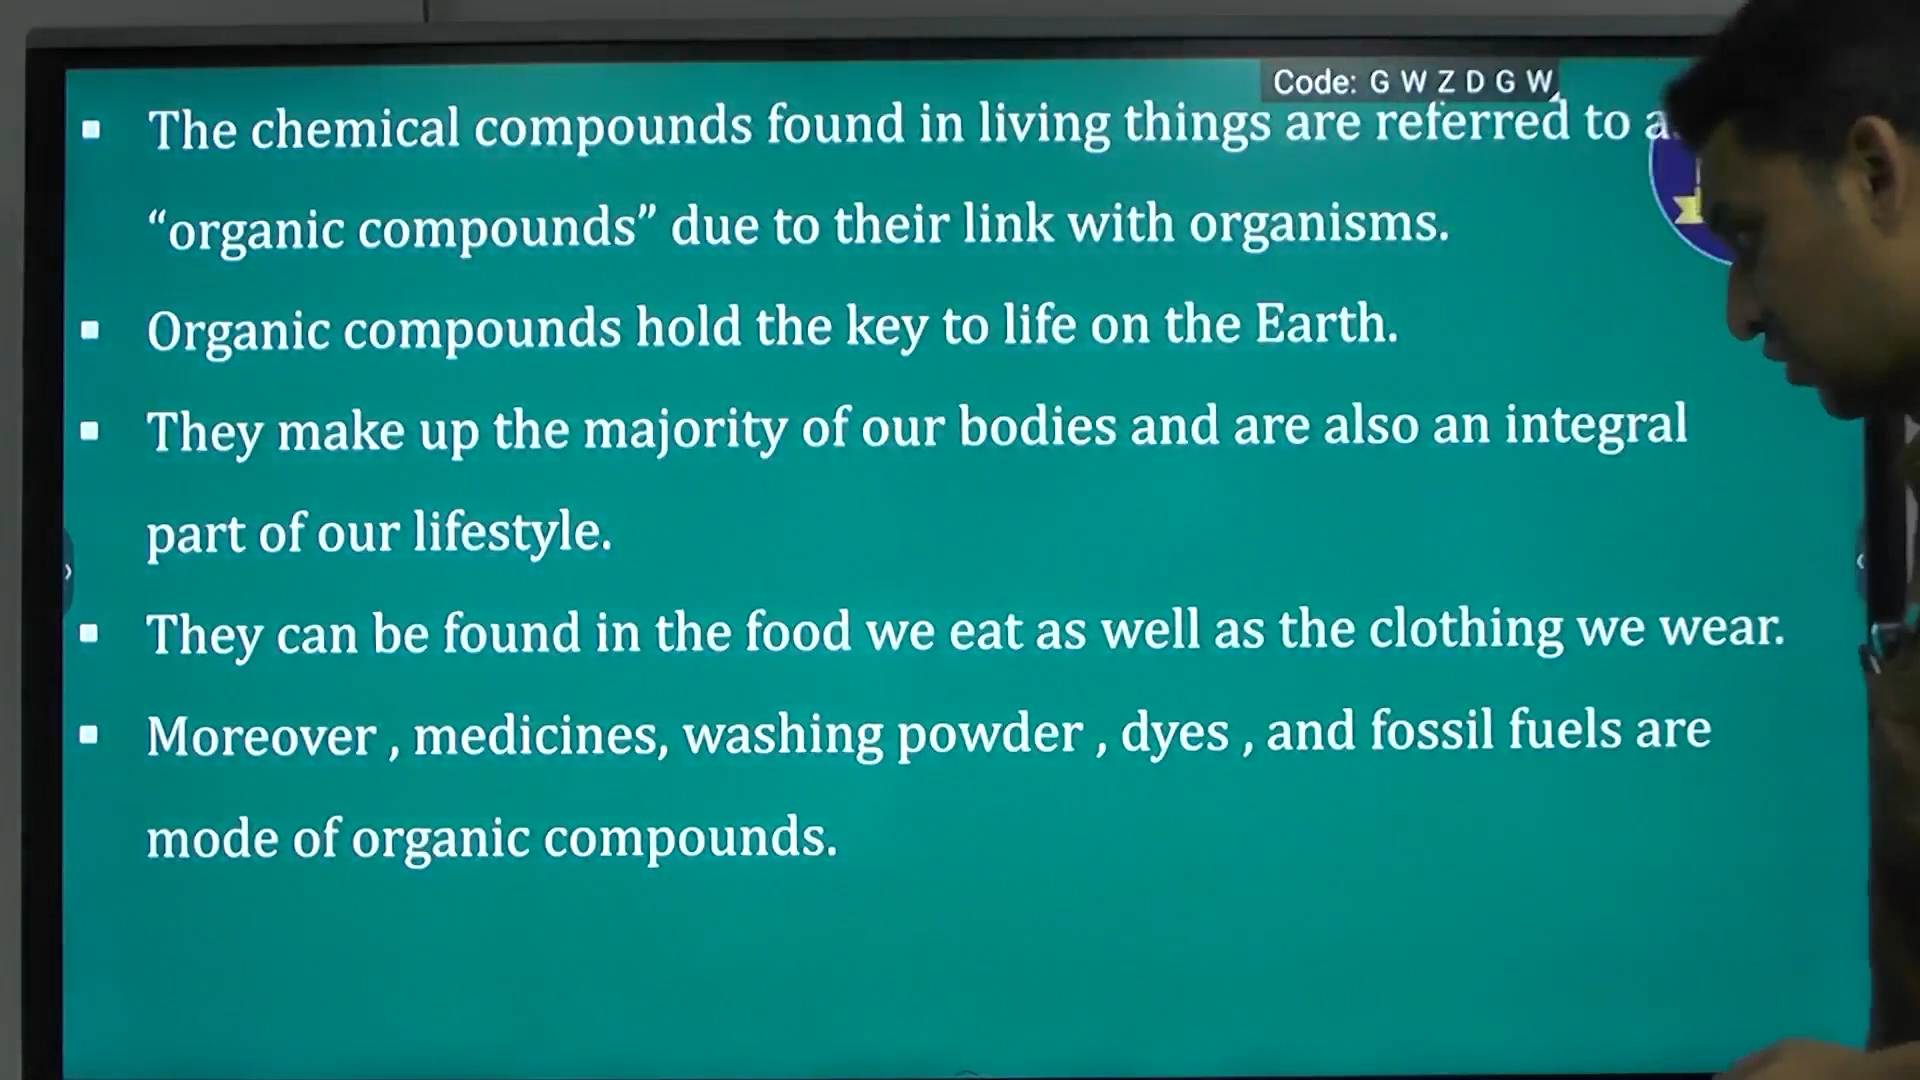 Code: G W Z D G W
The chemical compounds found in living things are referred to
“organic compounds” due to their link with organisms.
Organic compounds hold the key to life on the Earth.
They make up the majority of our bodies and are also an integral
part of our lifestyle.
They can be found in the food we eat as well as the clothing we wear.
Moreover , medicines, washing powder , dyes , and fossil fuels are
mode of organic compounds.